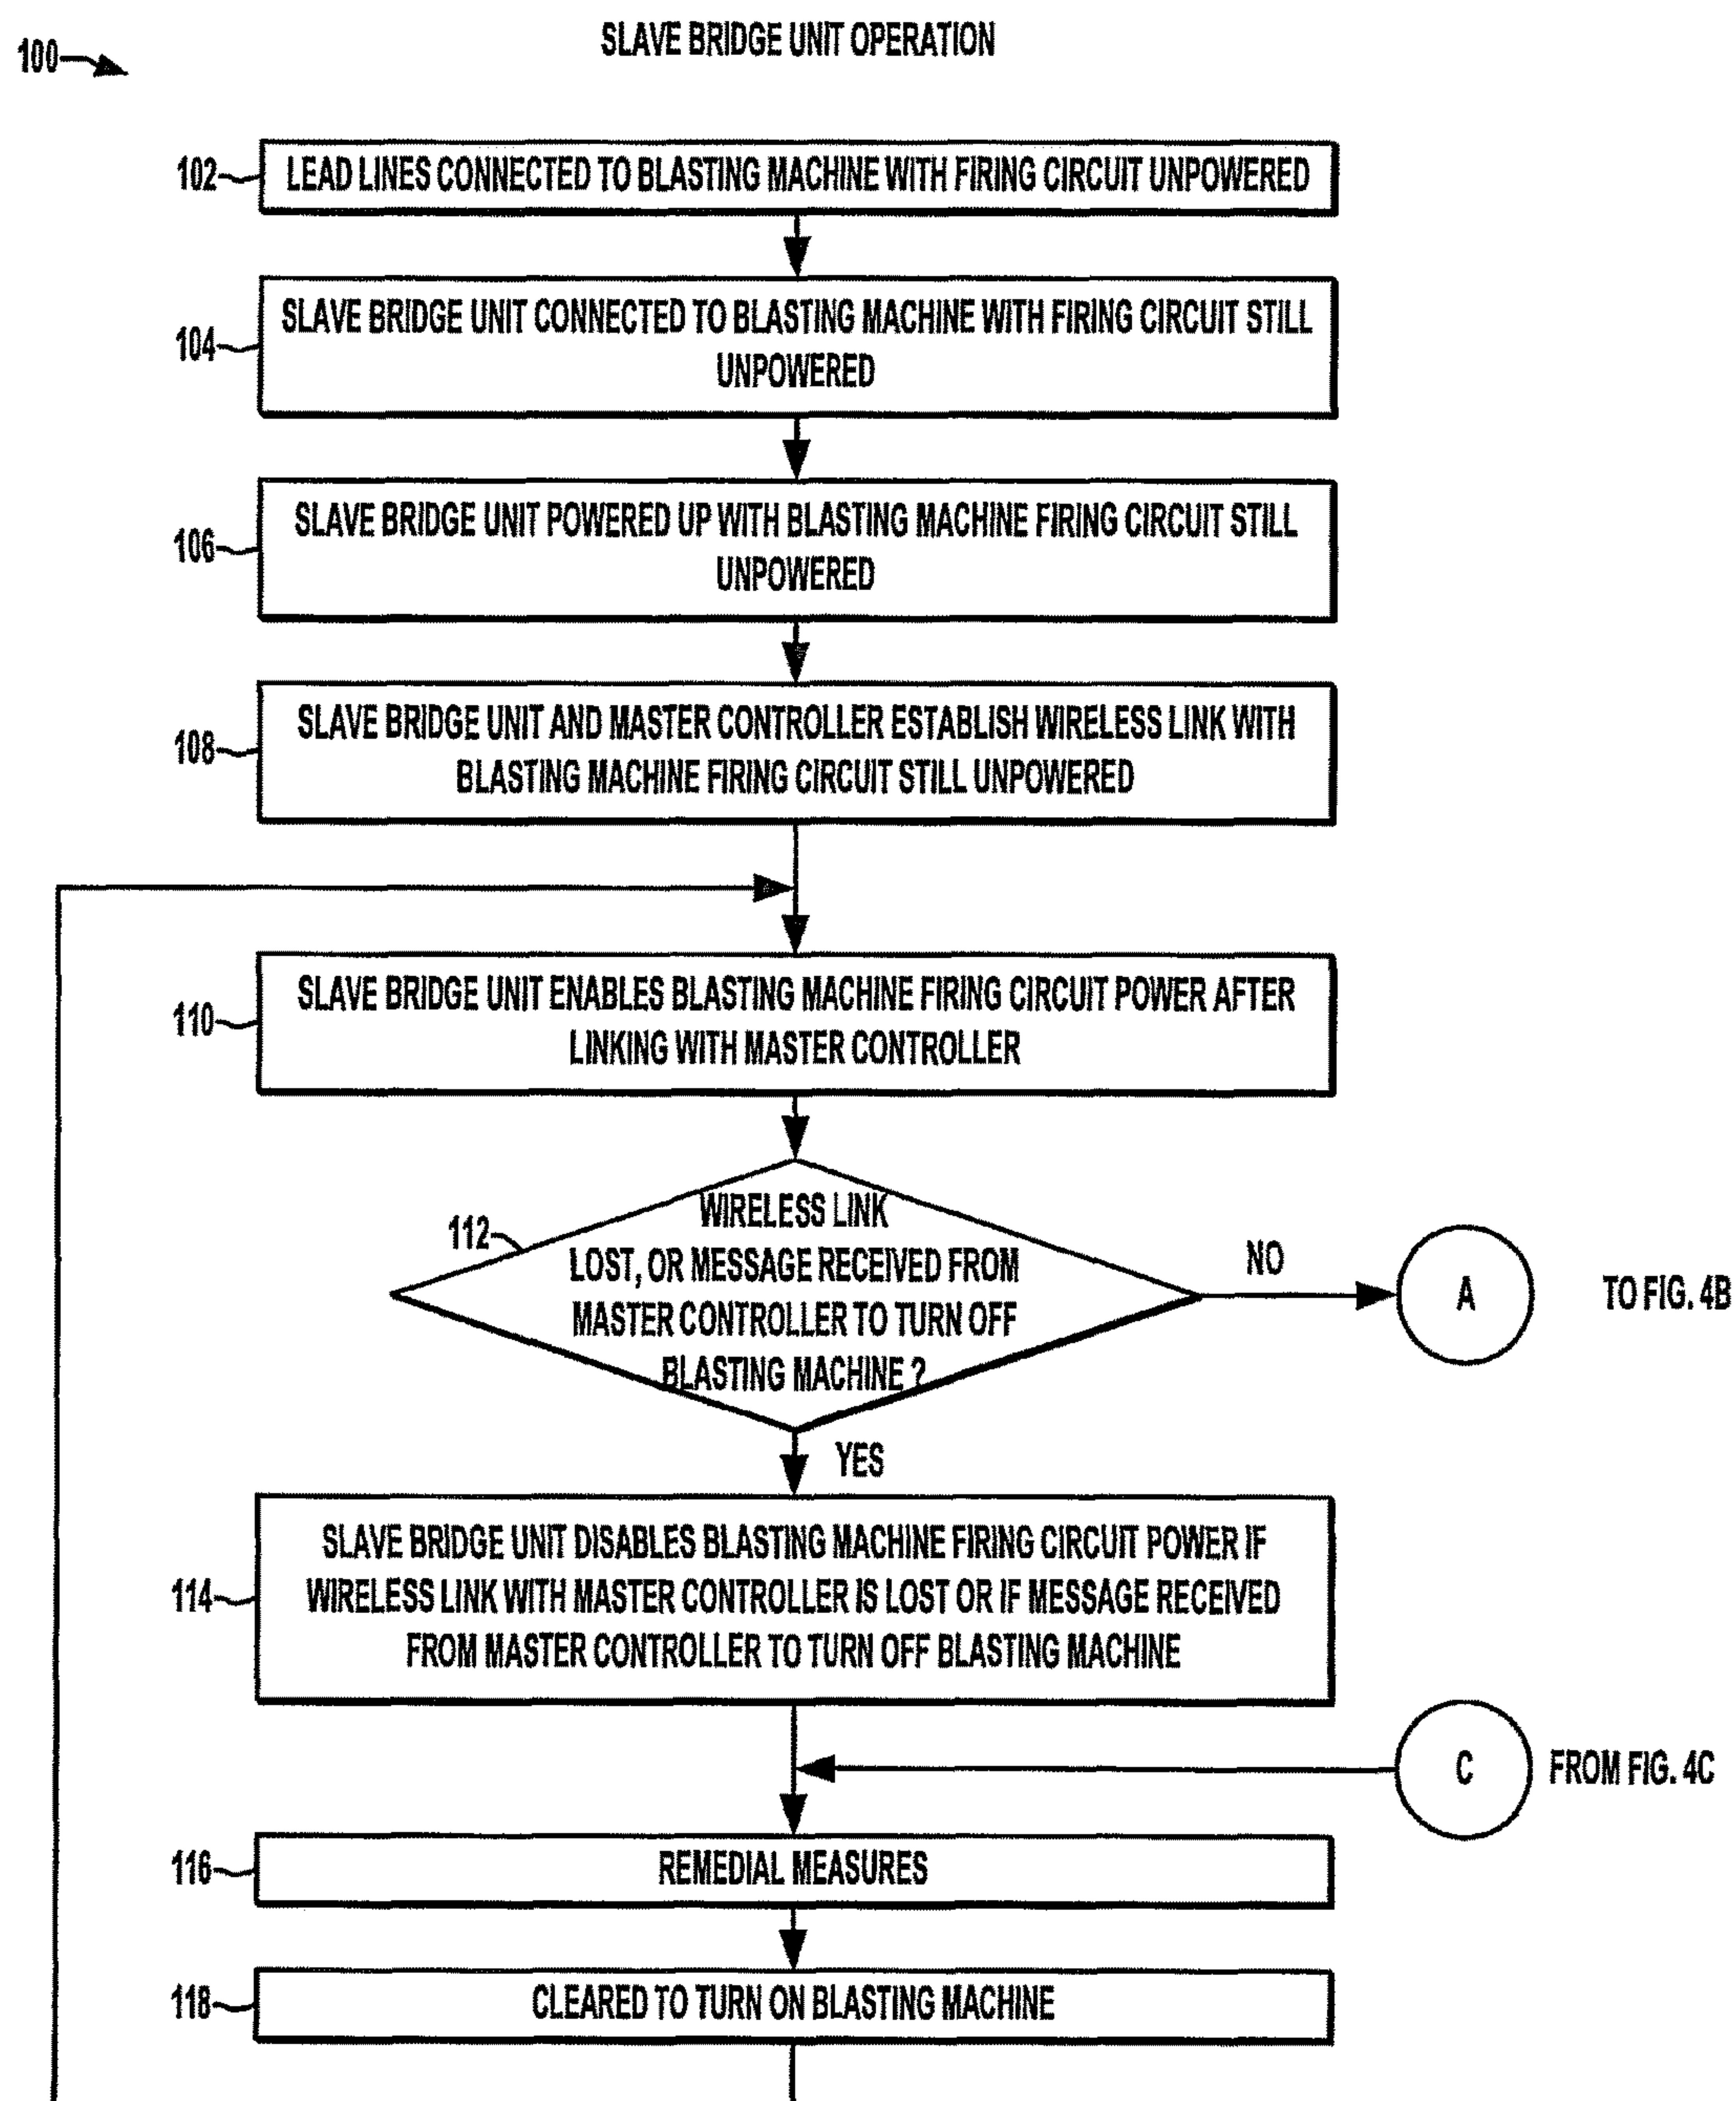 SLAVE BRIDGE UNIT OPERATION
100
102
LEAD LINES CONNECTED TO BLASTING MACHINE WITH FIRING CIRCUIT UNPOWERED
104
SLAVE BRIDGE UNIT CONNECTED TO BLASTING MACHINE WITH FIRING CIRCUIT STILL
UNPOWERED
106
SLAVE BRIDGE UNIT POWERED UP WITH BLASTING MACHINE FIRING CIRCUIT STILL
UNPOWERED
108
SLAVE BRIDGE UNIT AND MASTER CONTROLLER ESTABLISH WIRELESS LINK WITH
BLASTING MACHINE FIRING CIRCUIT STILL UNPOWERED
110
SLAVE BRIDGE UNIT ENABLES BLASTING MACHINE FIRING CIRCUIT POWER AFTER
LINKING WITH MASTER CONTROLLER
112
WIRELESS LINK
LOST, OR MESSAGE RECEIVED FROM
MASTER CONTROLLER TO TURN OFF
BLASTING MACHINE ?
NO
A
TO FIG. 4B
YES
114
SLAVE BRIDGE UNIT DISABLES BLASTING MACHINE FIRING CIRCUIT POWER IF
WIRELESS LINK WITH MASTER CONTROLLER IS LOST OR IF MESSAGE RECEIVED
FROM MASTER CONTROLLER TO TURN OFF BLASTING MACHINE
C
FROM FIG. 4C
116
REMEDIAL MEASURES
118
CLEARED TO TURN ON BLASTING MACHINE